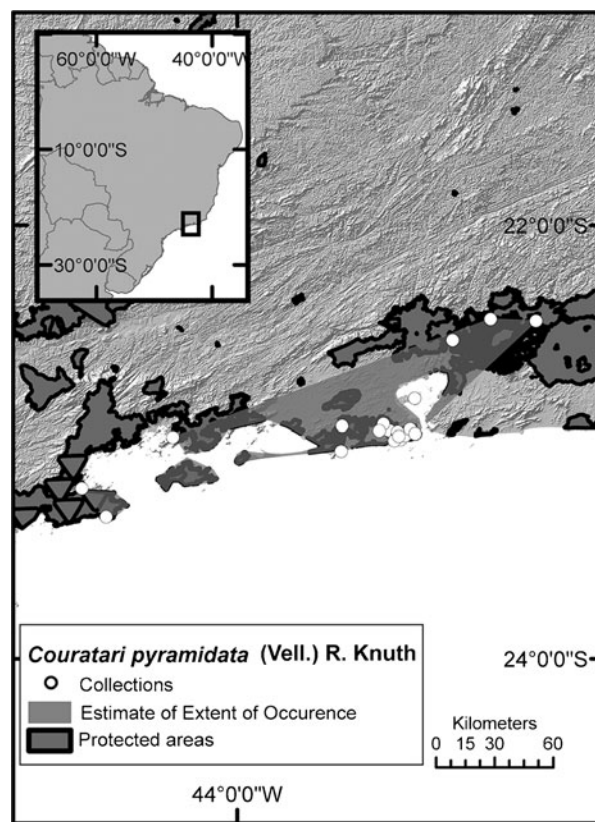 60°0'0"W 40°0'0"W
10°0'0"S
30°0'0"S
22°0'0"S
Couratari pyramidata (Vell.) R. Knuth
Collections
Estimate of Extent of Occurence
Protected areas
24°0'0"S
Kilometers
0 15 30 60
44°0'0"W